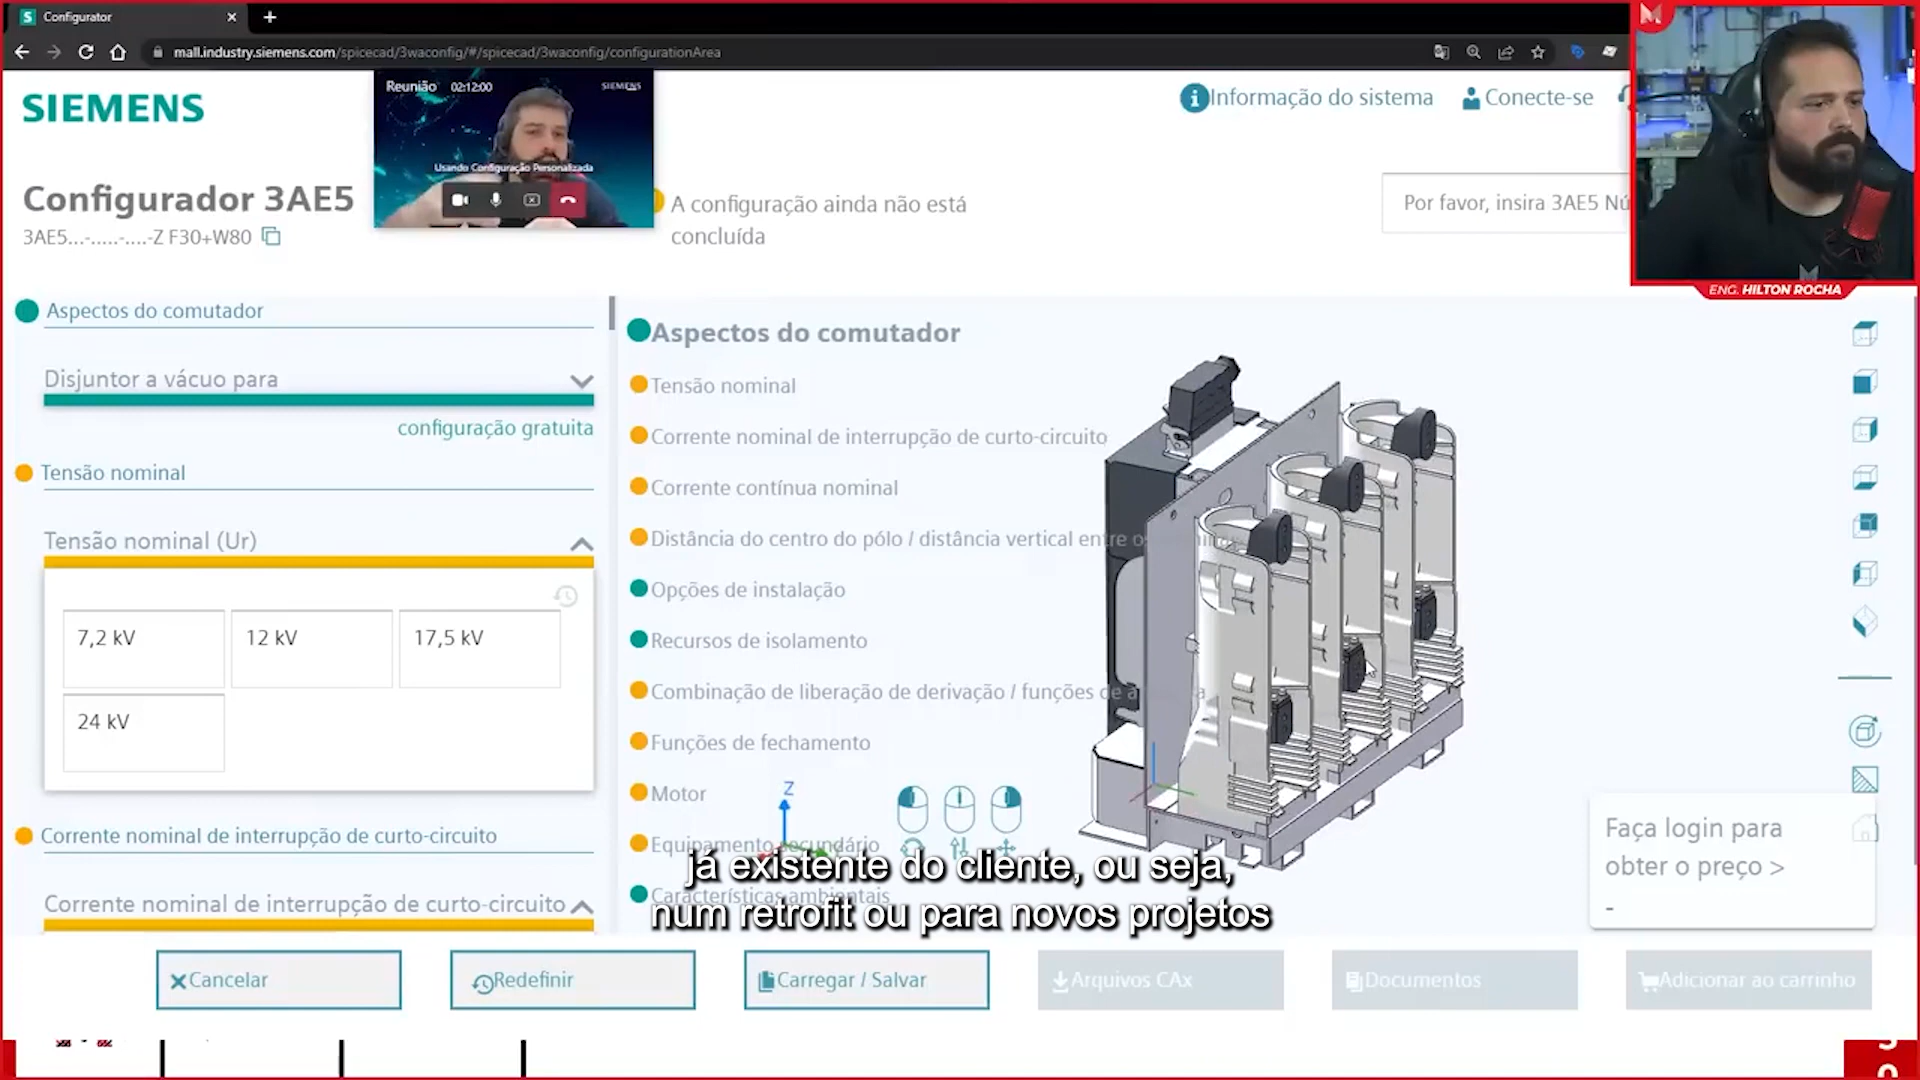 Configurator
mall.industry.siemens.com/spicecad/3waconfig/#/spicecad/3waconfig/configurationArea
SIEMENS
Reunião 02:12:00
SIEMENS
Usando Configuração Personalizada
Informação do sistema
Conecte-se
Configurador 3AE5
3AE5...-.....-....-Z F30+W80
A configuração ainda não está
concluída
Por favor, insira 3AE5 Nú
ENG. HILTON ROCHA
Aspectos do comutador
Disjuntor a vácuo para
configuração gratuita
Tensão nominal
Tensão nominal (Ur)
7,2 kV
12 kV
17,5 kV
24 kV
Corrente nominal de interrupção de curto-circuito
Corrente nominal de interrupção de curto-circuito
Aspectos do comutador
Tensão nominal
Corrente nominal de interrupção de curto-circuito
Corrente contínua nominal
Distância do centro do pólo / distância vertical entre
Opções de instalação
Recursos de isolamento
Combinação de liberação de derivação / funções de
Funções de fechamento
Motor
Equipamento secundário
Características ambientais
Z
já existente do cliente, ou seja,
num retrofit ou para novos projetos
Faça login para
obter o preço >
-
Cancelar
Redefinir
Carregar / Salvar
Arquivos CAx
Documentos
Adicionar ao carrinho